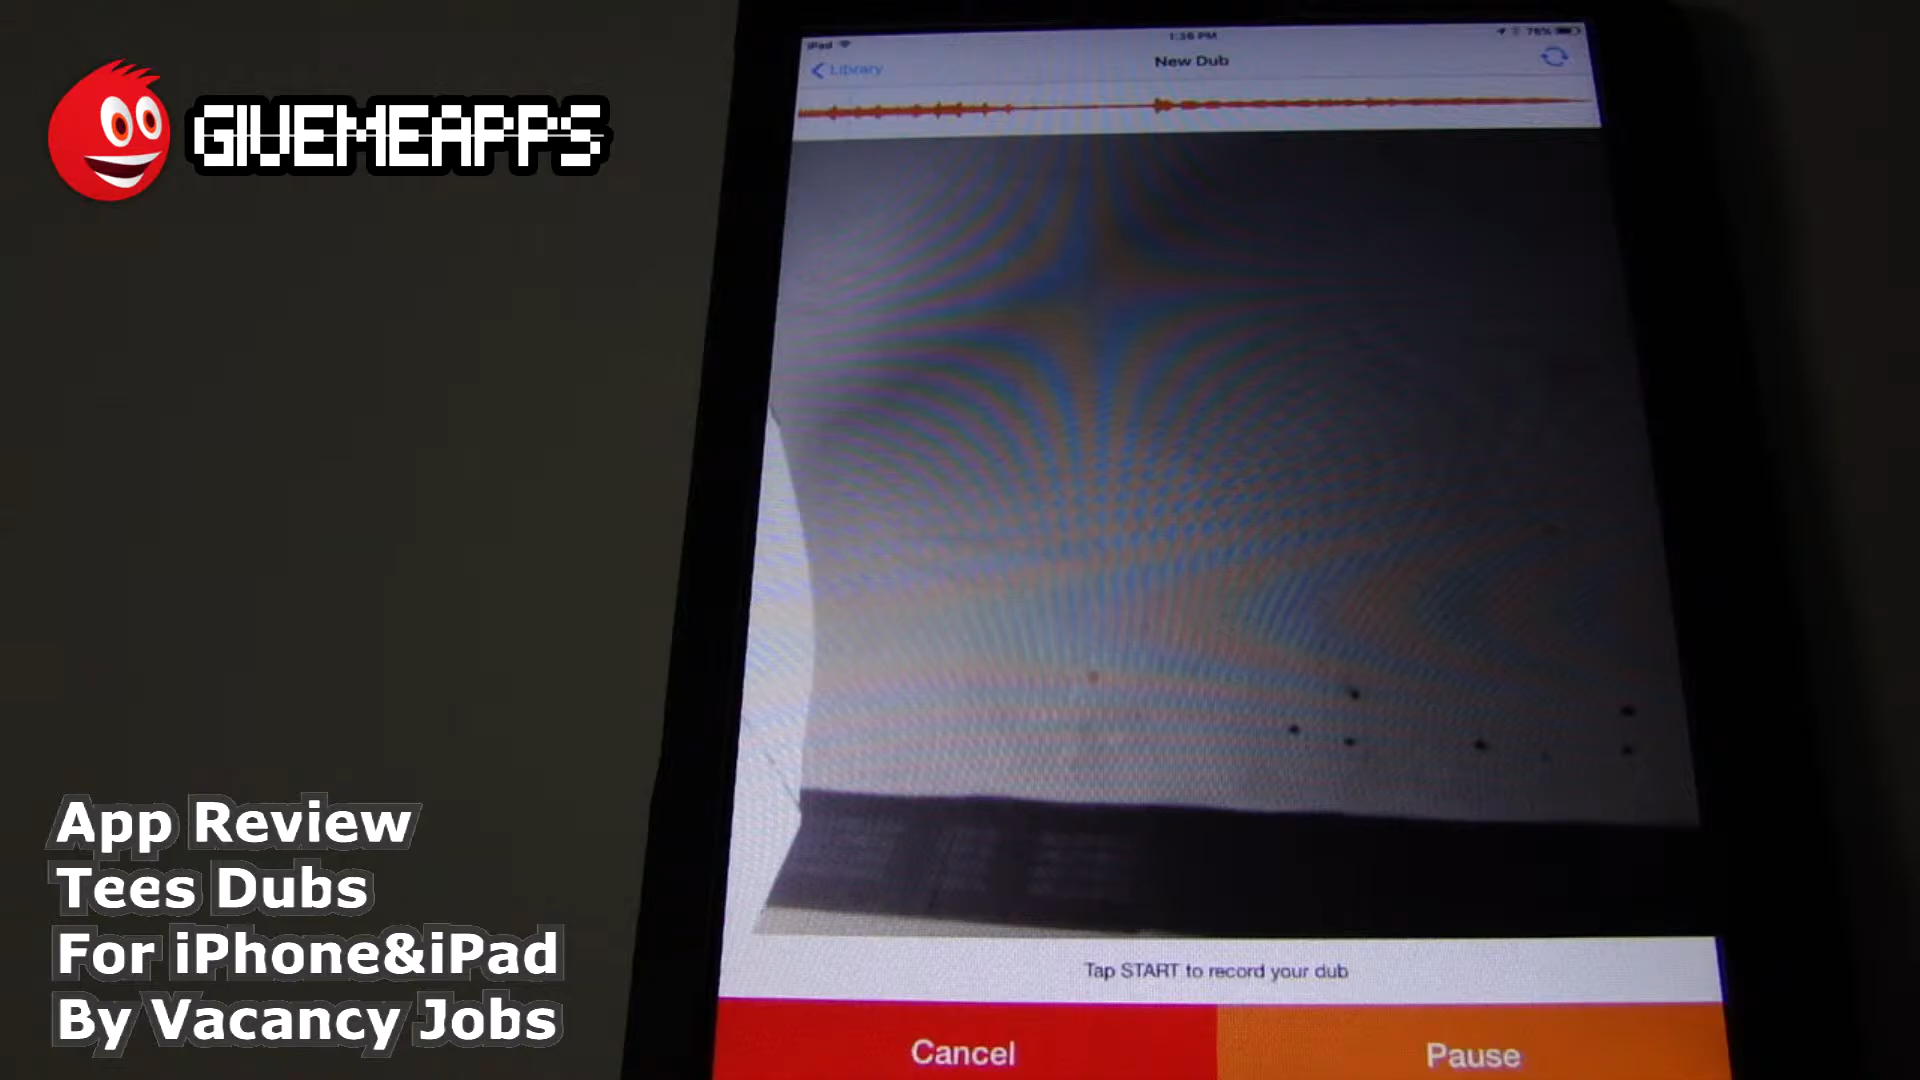 GIVEMEAPPS
iPad 1:36 PM 76%
Library New Dub
Tap START to record your dub
Cancel Pause
App Review
Tees Dubs
For iPhone&iPad
By Vacancy Jobs